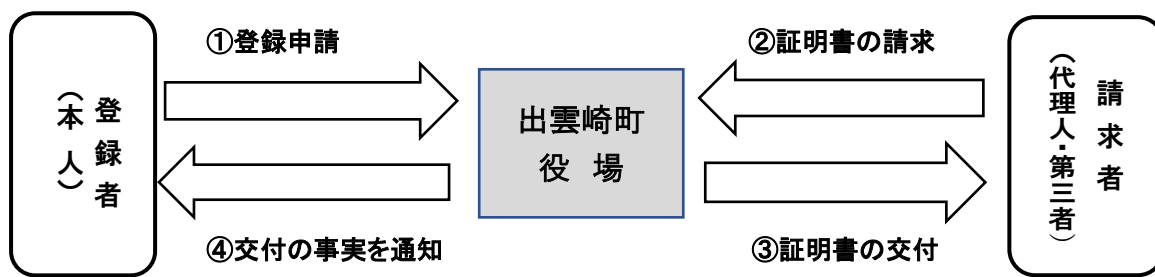 ①登録申請
②証明書の請求
登録者
（本人）
出雲崎町
役場
請求者
（代理人・第三者）
④交付の事実を通知
③証明書の交付